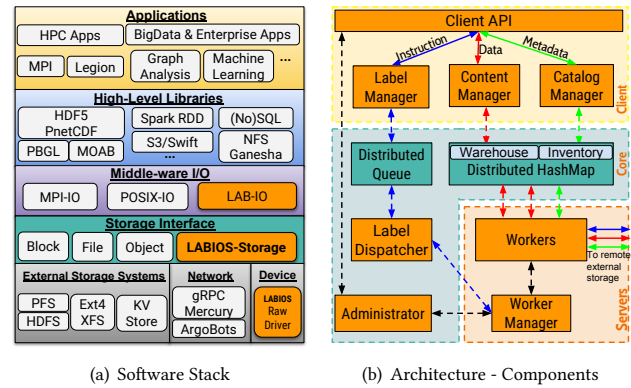 Applications
HPC Apps
BigData & Enterprise Apps
MPI
Legion
Graph
Analysis
Machine
Learning
...
High-Level Libraries
HDF5
PnetCDF
Spark RDD
(No)SQL
PBGL
MOAB
S3/Swift
...
NFS
Ganesha
Middle-ware I/O
MPI-IO
POSIX-IO
LAB-IO
Storage Interface
Block
File
Object
LABIOS-Storage
External Storage Systems
PFS
HDFS
Ext4
XFS
KV
Store
Network
gRPC
Mercury
ArgoBots
Device
LABIOS
Raw
Driver
(a) Software Stack
Client API
Instruction
Data
Metadata
Label
Manager
Content
Manager
Catalog
Manager
Client
Distributed
Queue
Warehouse
Inventory
Distributed HashMap
Core
Label
Dispatcher
Workers
To remote
external
storage
Administrator
Worker
Manager
Servers
(b) Architecture - Components